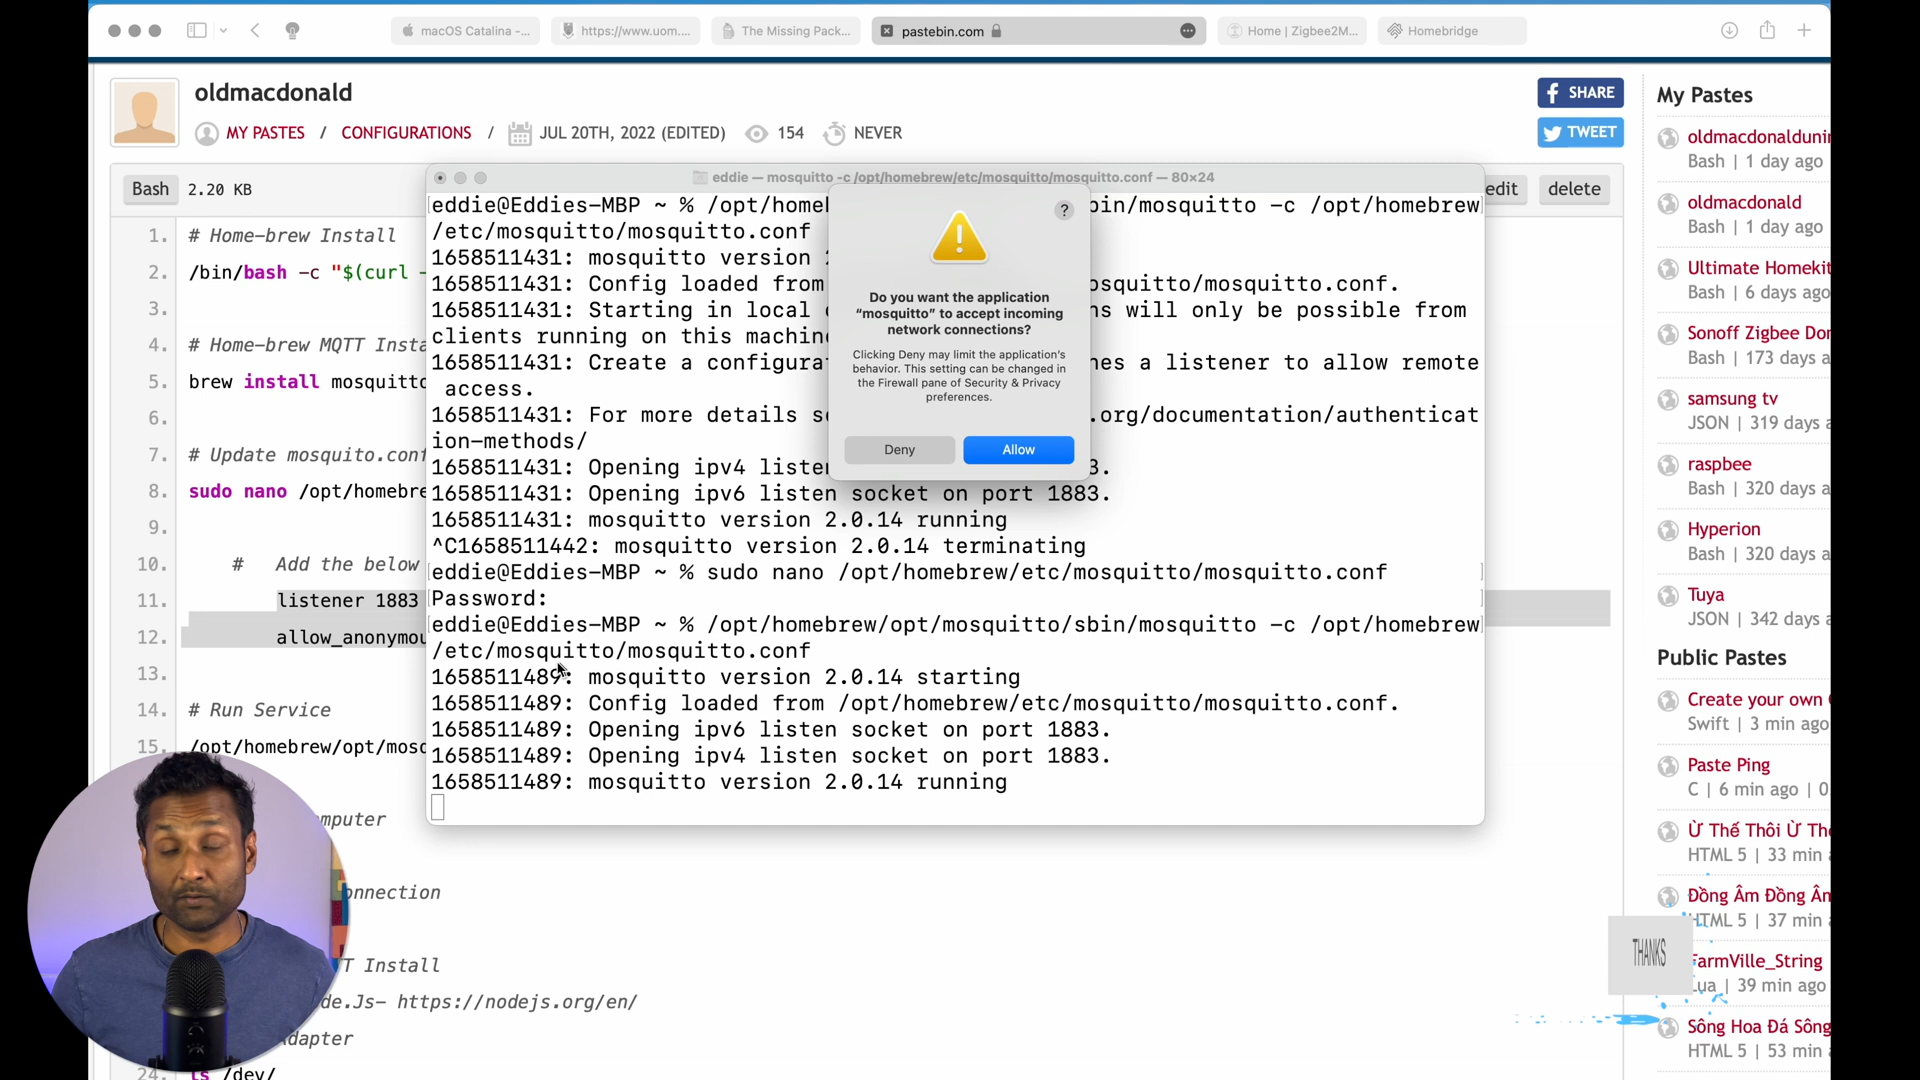 macOS Catalina -...
https://www.uom....
The Missing Pack...
pastebin.com
Home | Zigbee2M...
Homebridge
oldmacdonald
MY PASTES / CONFIGURATIONS / JUL 20TH, 2022 (EDITED) 154 NEVER
SHARE
TWEET
Bash 2.20 KB
edit
delete
1. # Home-brew Install
2. /bin/bash -c "$(curl -
3.
4. # Home-brew MQTT Insta
5. brew install mosquitto
6.
7. # Update mosquito.conf
8. sudo nano /opt/homebre
9.
10. # Add the below
11. listener 1883
12. allow_anonymou
13.
14. # Run Service
15. /opt/homebrew/opt/mosq
omputer
onnection
T Install
de.Js- https://nodejs.org/en/
dapter
24. ls /dev/
eddie — mosquitto -c /opt/homebrew/etc/mosquitto/mosquitto.conf — 80×24
eddie@Eddies-MBP ~ % /opt/home bin/mosquitto -c /opt/homebrew
/etc/mosquitto/mosquitto.conf
1658511431: mosquitto version
1658511431: Config loaded from osquitto/mosquitto.conf.
1658511431: Starting in local ns will only be possible from
clients running on this machin
1658511431: Create a configura nes a listener to allow remote
access.
1658511431: For more details s .org/documentation/authenticat
ion-methods/
1658511431: Opening ipv4 liste 3.
1658511431: Opening ipv6 listen socket on port 1883.
1658511431: mosquitto version 2.0.14 running
^C1658511442: mosquitto version 2.0.14 terminating
eddie@Eddies-MBP ~ % sudo nano /opt/homebrew/etc/mosquitto/mosquitto.conf
Password:
eddie@Eddies-MBP ~ % /opt/homebrew/opt/mosquitto/sbin/mosquitto -c /opt/homebrew
/etc/mosquitto/mosquitto.conf
1658511489: mosquitto version 2.0.14 starting
1658511489: Config loaded from /opt/homebrew/etc/mosquitto/mosquitto.conf.
1658511489: Opening ipv6 listen socket on port 1883.
1658511489: Opening ipv4 listen socket on port 1883.
1658511489: mosquitto version 2.0.14 running
?
Do you want the application
“mosquitto” to accept incoming
network connections?
Clicking Deny may limit the application's
behavior. This setting can be changed in
the Firewall pane of Security & Privacy
preferences.
Deny
Allow
My Pastes
oldmacdonaldunin
Bash | 1 day ago
oldmacdonald
Bash | 1 day ago
Ultimate Homekit
Bash | 6 days ago
Sonoff Zigbee Don
Bash | 173 days a
samsung tv
JSON | 319 days a
raspbee
Bash | 320 days a
Hyperion
Bash | 320 days a
Tuya
JSON | 342 days a
Public Pastes
Create your own
Swift | 3 min ago
Paste Ping
C | 6 min ago | 0
Ừ Thế Thôi Ừ Th
HTML 5 | 33 min
Đồng Âm Đồng Âm
HTML 5 | 37 min
FarmVille_String
Lua | 39 min ago
Sông Hoa Đá Sông
HTML 5 | 53 min
THANKS